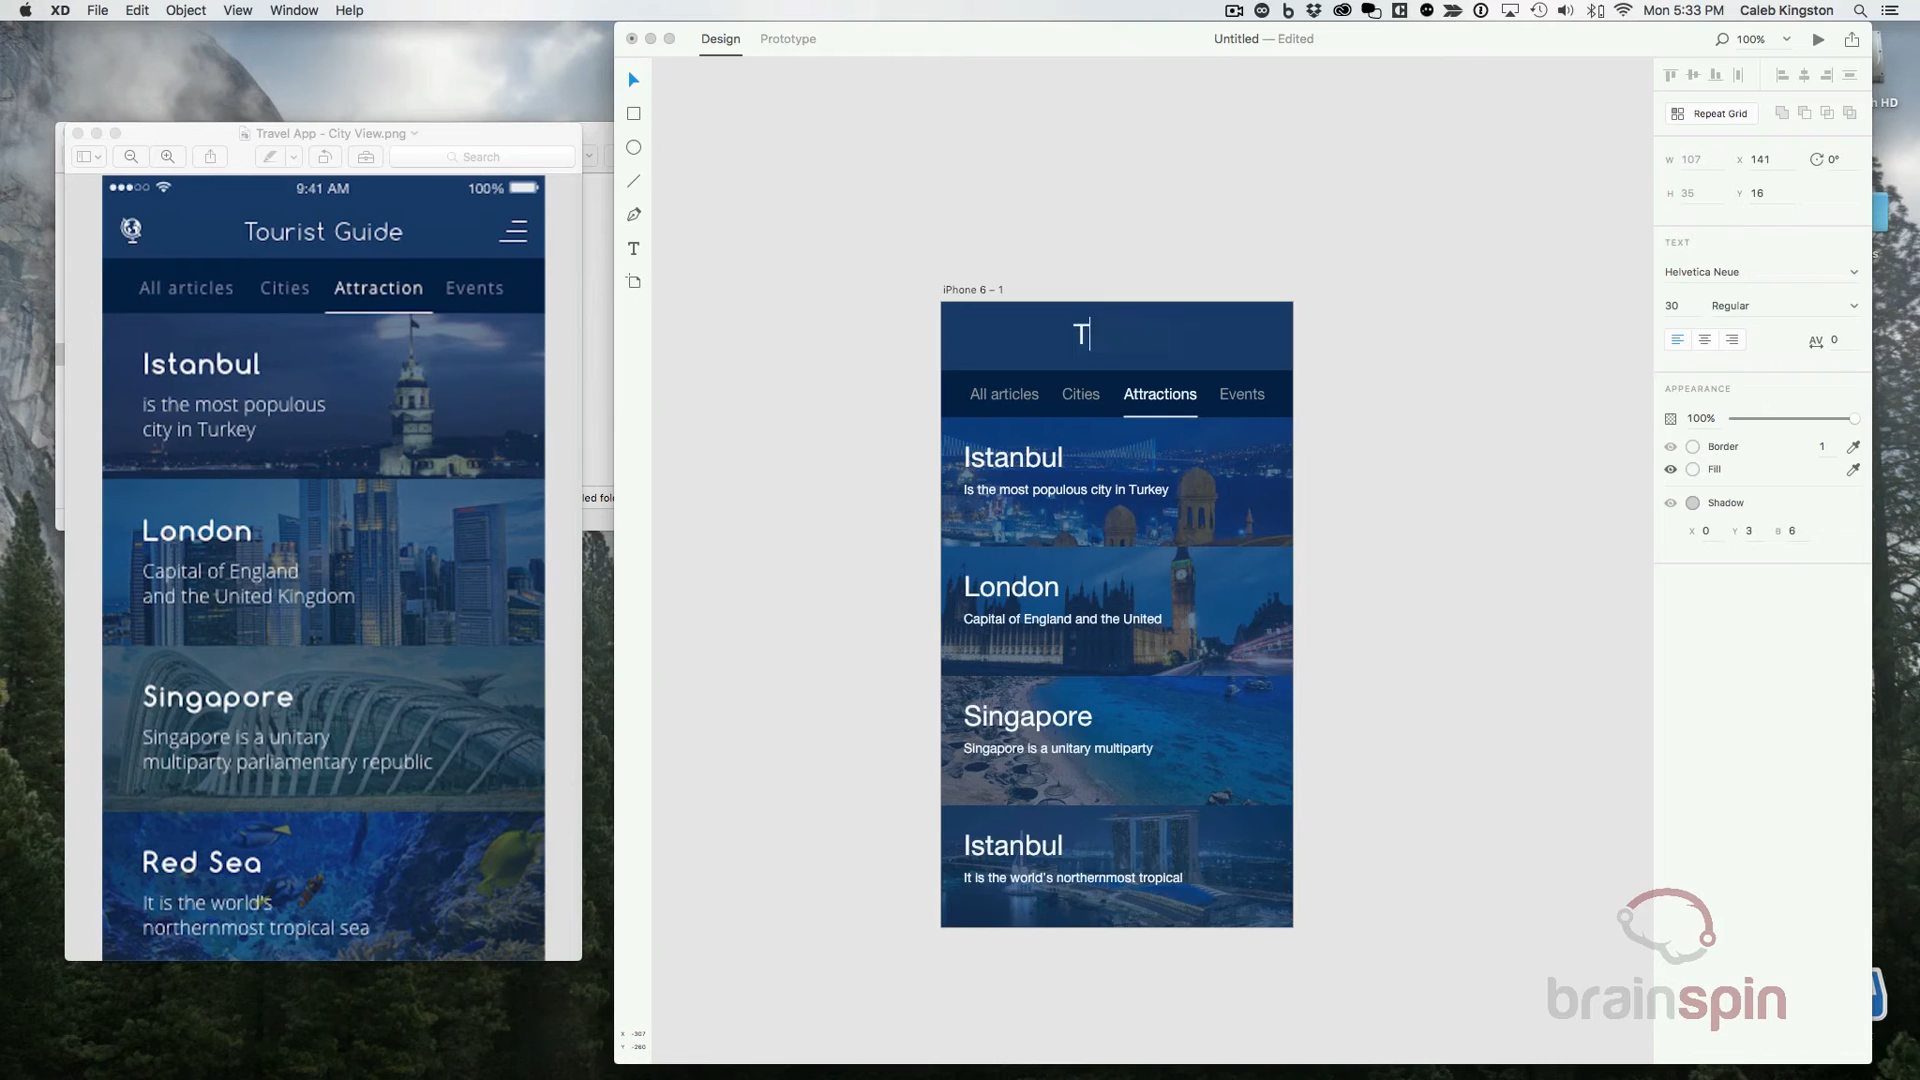 XD File Edit Object View Window Help
Mon 5:33 PM Caleb Kingston
Design Prototype
Untitled — Edited
100%
Travel App - City View.png
Search
9:41 AM
100%
Tourist Guide
All articles Cities Attraction Events
Istanbul
is the most populous
city in Turkey
London
Capital of England
and the United Kingdom
Singapore
Singapore is a unitary
multiparty parliamentary republic
Red Sea
It is the world's
northernmost tropical sea
iPhone 6 – 1
T
All articles Cities Attractions Events
Istanbul
Is the most populous city in Turkey
London
Capital of England and the United
Singapore
Singapore is a unitary multiparty
Istanbul
It is the world's northernmost tropical
X -307
Y -260
Repeat Grid
W 107 X 141 0°
H 35 Y 16
TEXT
Helvetica Neue
30 Regular
AV 0
APPEARANCE
100%
Border 1
Fill
Shadow
X 0 Y 3 B 6
HD
brainspin